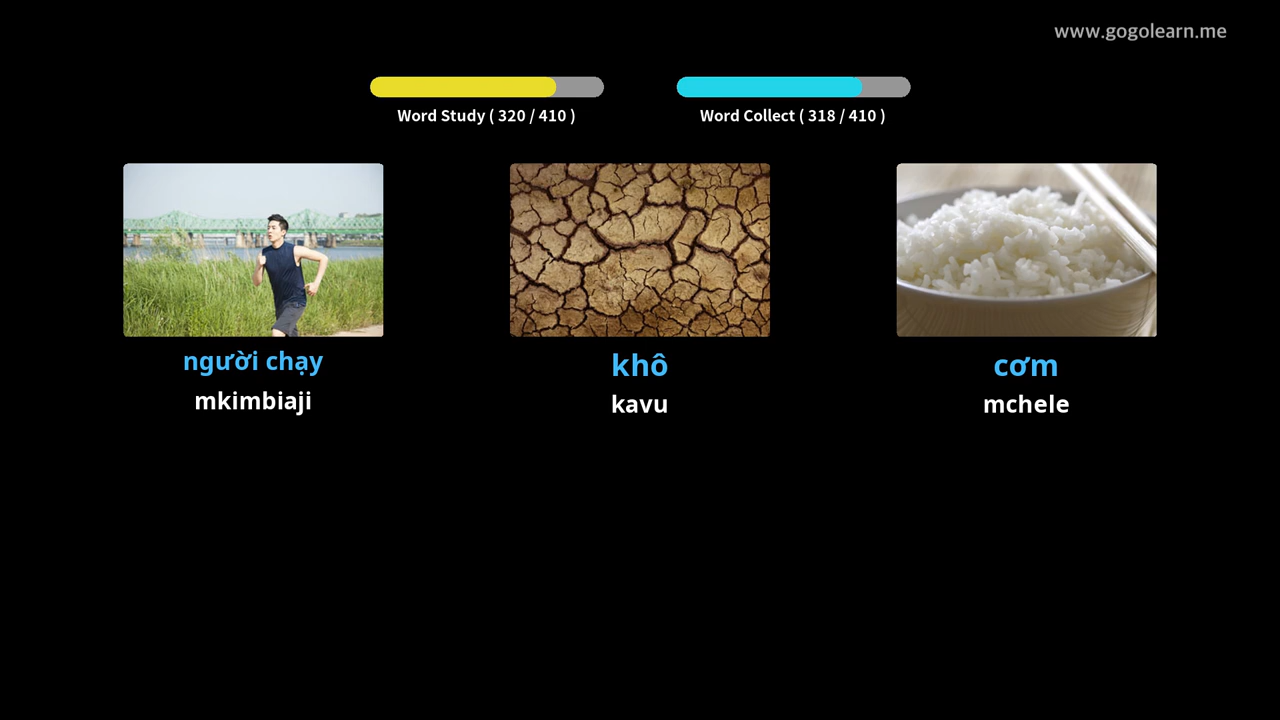 www.gogolearn.me
Word Study ( 320 / 410 )
Word Collect ( 318 / 410 )
người chạy
mkimbiaji
khô
kavu
cơm
mchele